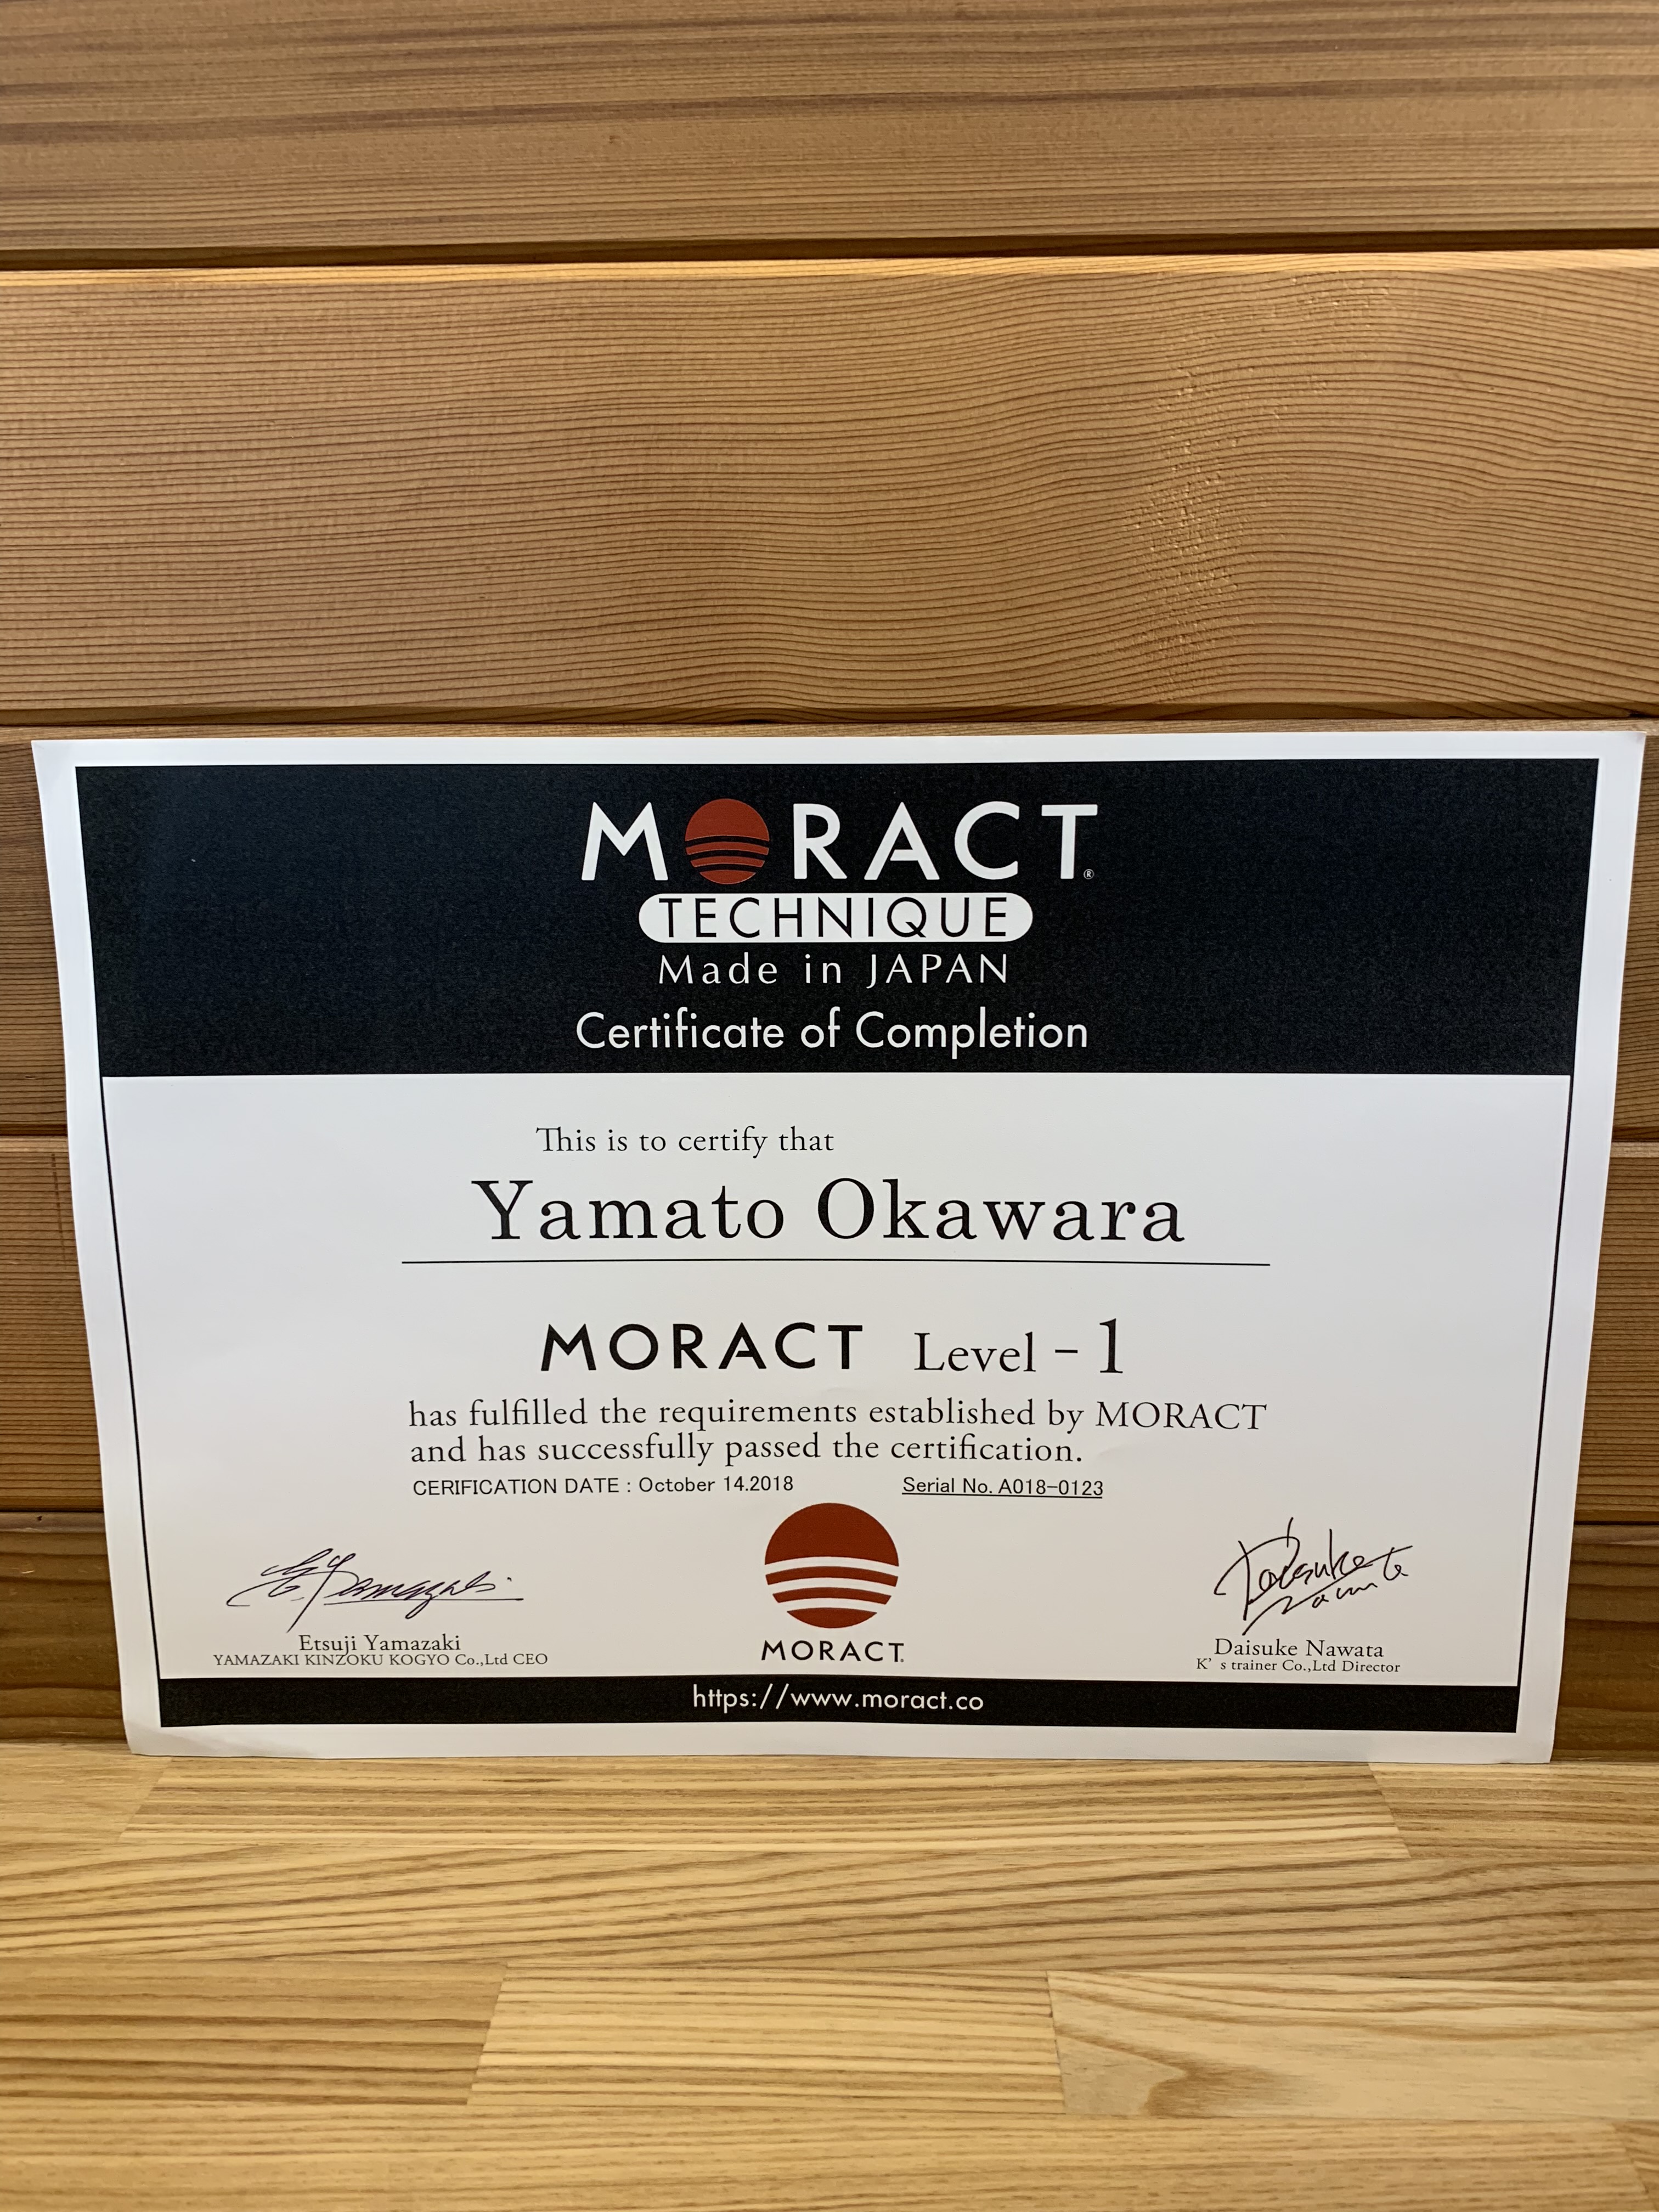 MORACT®
TECHNIQUE
Made in JAPAN
Certificate of Completion
This is to certify that
Yamato Okawara
MORACT Level - 1
has fulfilled the requirements established by MORACT
and has successfully passed the certification.
CERIFICATION DATE : October 14.2018 Serial No. A018-0123
E. Yamazaki
Etsuji Yamazaki
YAMAZAKI KINZOKU KOGYO Co.,Ltd CEO
MORACT
Daisuke
Nawata
Daisuke Nawata
K' s trainer Co.,Ltd Director
https://www.moract.co